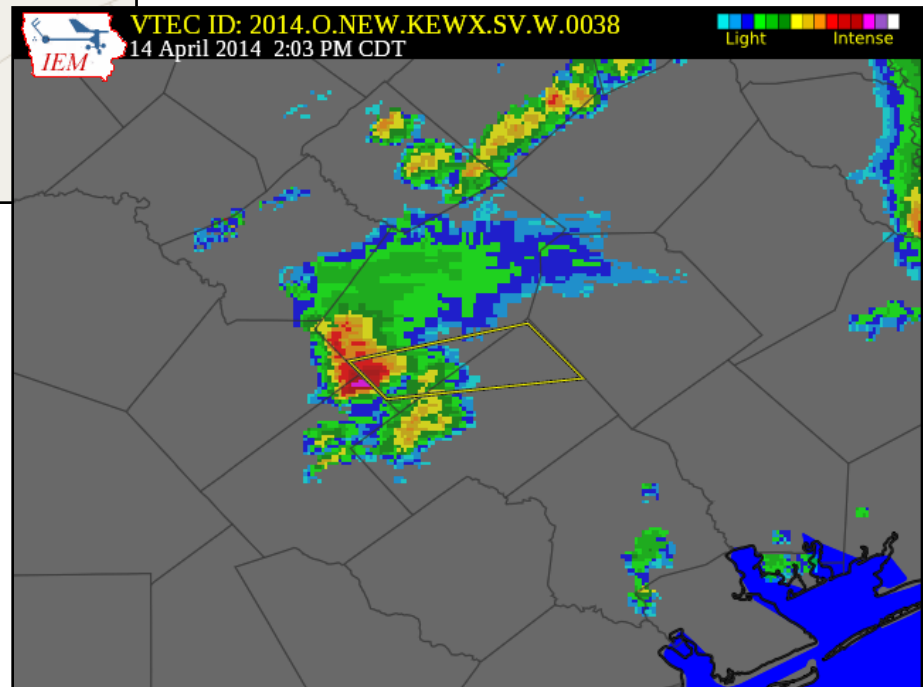 VTEC ID: 2014.O.NEW.KEWX.SV.W.0038
14 April 2014  2:03 PM CDT
IEM
Light
Intense